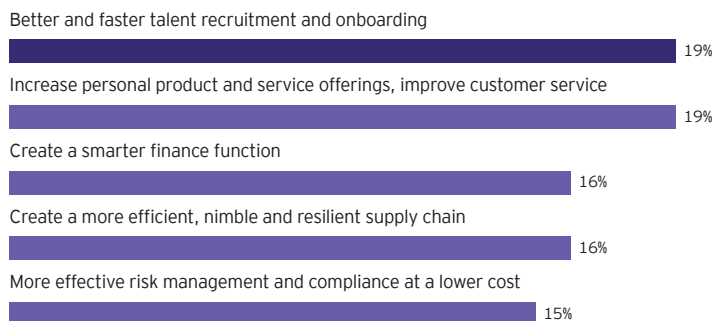 Better and faster talent recruitment and onboarding
19%
Increase personal product and service offerings, improve customer service
19%
Create a smarter finance function
16%
Create a more efficient, nimble and resilient supply chain
16%
More effective risk management and compliance at a lower cost
15%